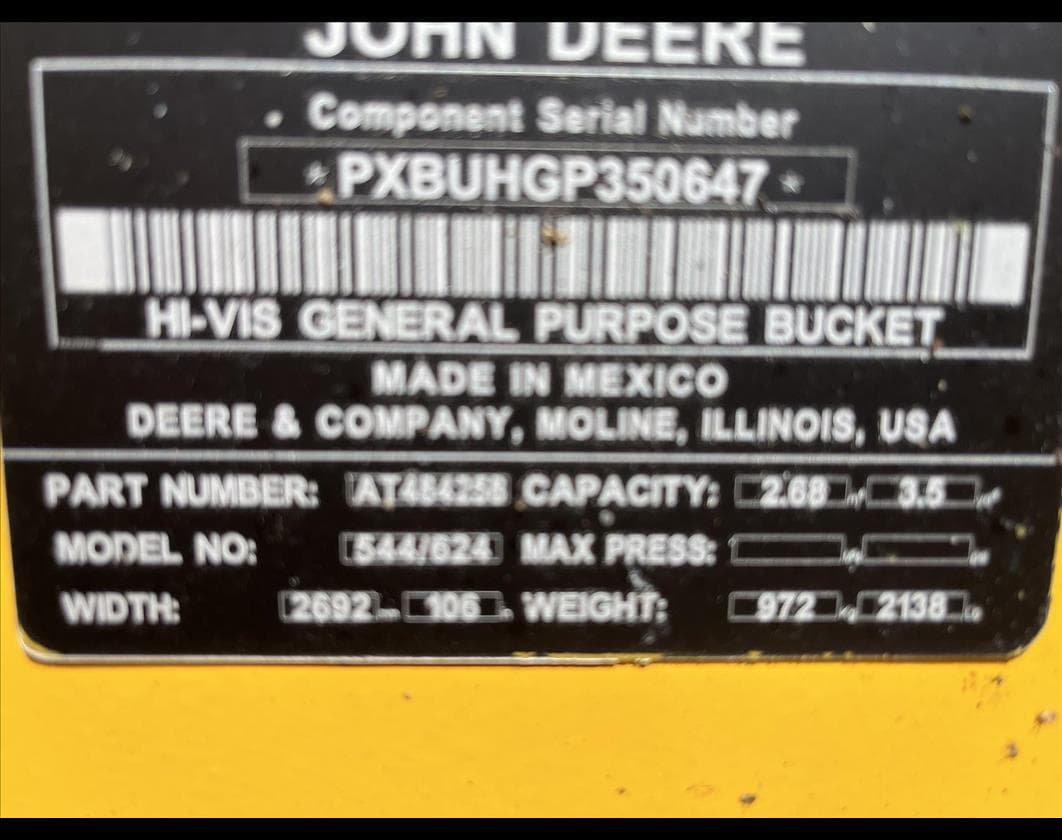 JOHN DEERE
Component Serial Number
* PXBUHGP350647 *
HI-VIS GENERAL PURPOSE BUCKET
MADE IN MEXICO
DEERE & COMPANY, MOLINE, ILLINOIS, USA
PART NUMBER: CAPACITY: 2.68 3.5
MODEL NO: 544/624 MAX PRESS:
WIDTH: 2692 106 WEIGHT: 972 2138